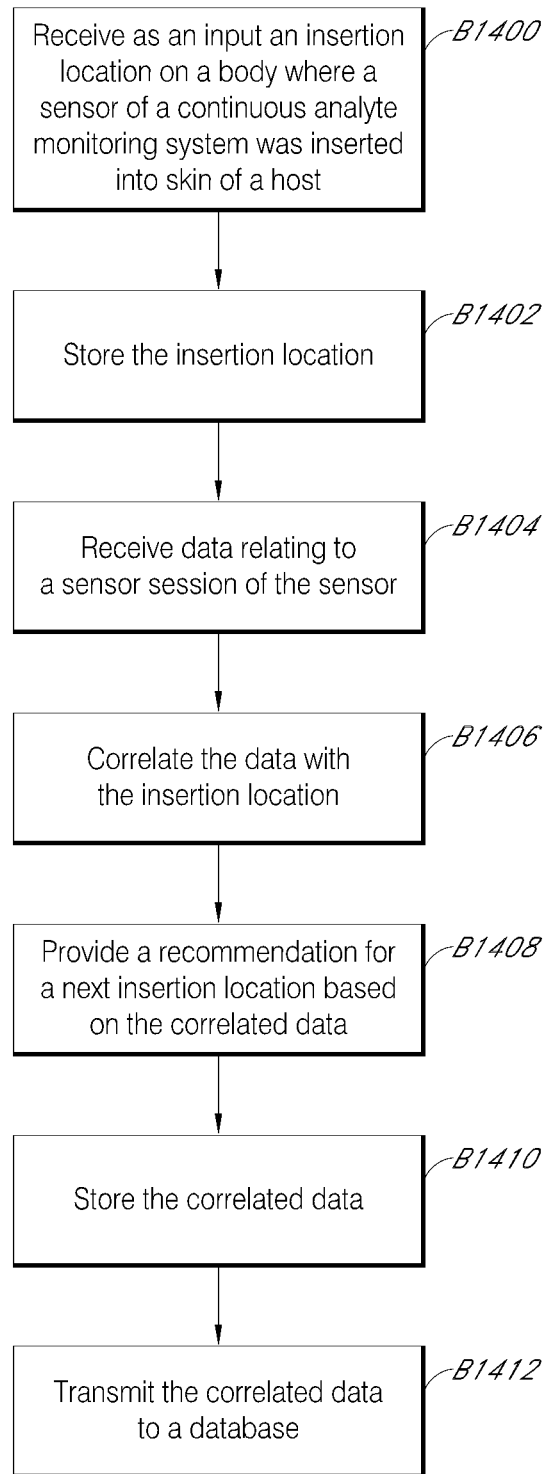 Receive as an input an insertion
location on a body where a
sensor of a continuous analyte
monitoring system was inserted
into skin of a host
B1400
Store the insertion location
B1402
Receive data relating to
a sensor session of the sensor
B1404
Correlate the data with
the insertion location
B1406
Provide a recommendation for
a next insertion location based
on the correlated data
B1408
Store the correlated data
B1410
Transmit the correlated data
to a database
B1412